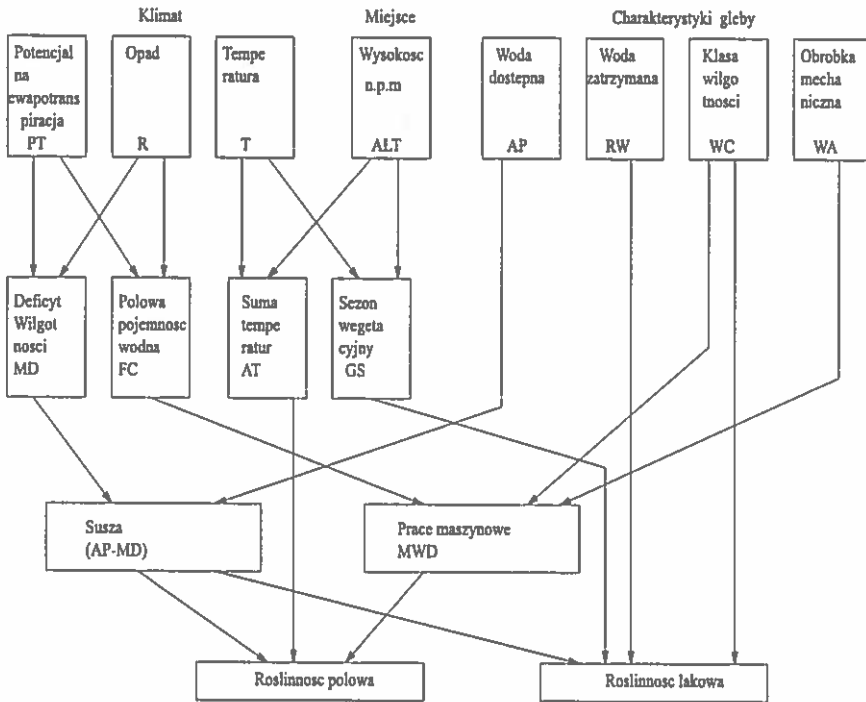 Klimat
Miejsce
Charakterystyki gleby
Potencjal
na
ewapotrans
piracja
PT
Opad
R
Tempe
ratura
T
Wysokosc
n.p.m
ALT
Woda
dostępna
AP
Woda
zatrzymana
RW
Klasa
wilgo
tnosci
WC
Obrobka
mecha
niczna
WA
Deficyt
Wilgot
nosci
MD
Polowa
pojemnosc
wodna
FC
Suma
tempe
ratur
AT
Sezon
wegeta
cyjny
GS
Susza
(AP-MD)
Prace maszynowe
MWD
Roslinnosc polowa
Roslinnosc lakowa